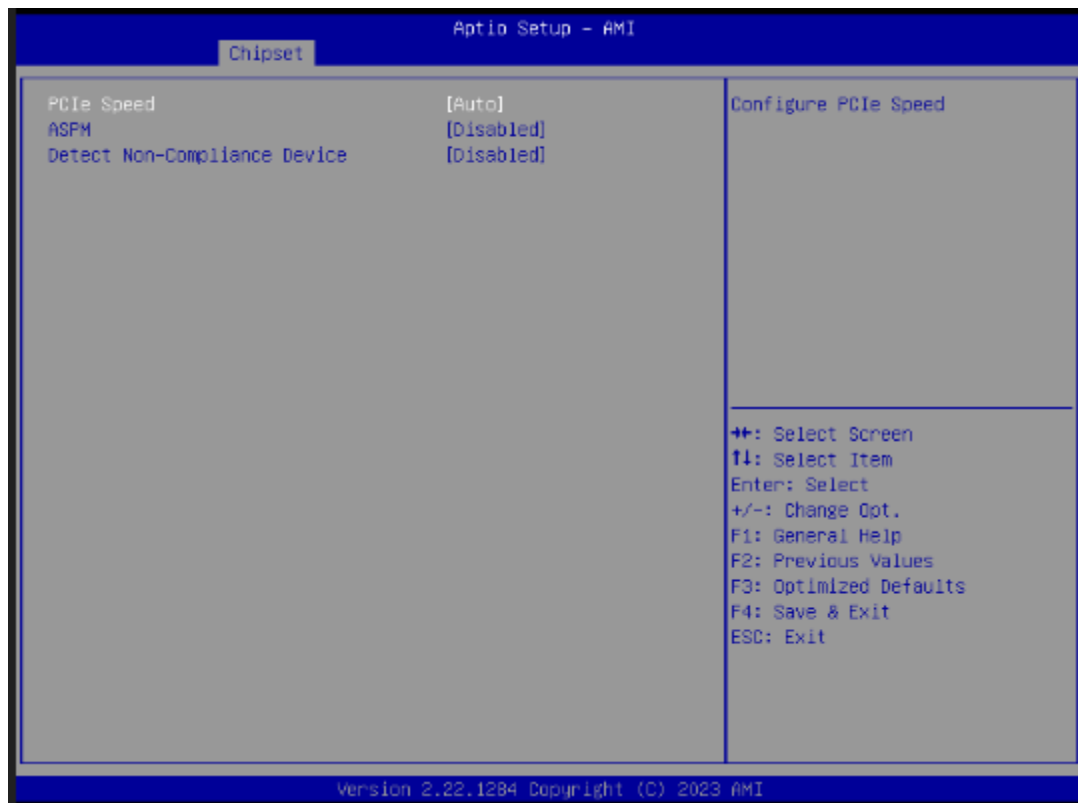 Aptio Setup – AMI
Chipset
PCIe Speed [Auto]
ASPM [Disabled]
Detect Non-Compliance Device [Disabled]
Configure PCIe Speed
→←: Select Screen
↑↓: Select Item
Enter: Select
+/-: Change Opt.
F1: General Help
F2: Previous Values
F3: Optimized Defaults
F4: Save & Exit
ESC: Exit
Version 2.22.1284 Copyright (C) 2023 AMI